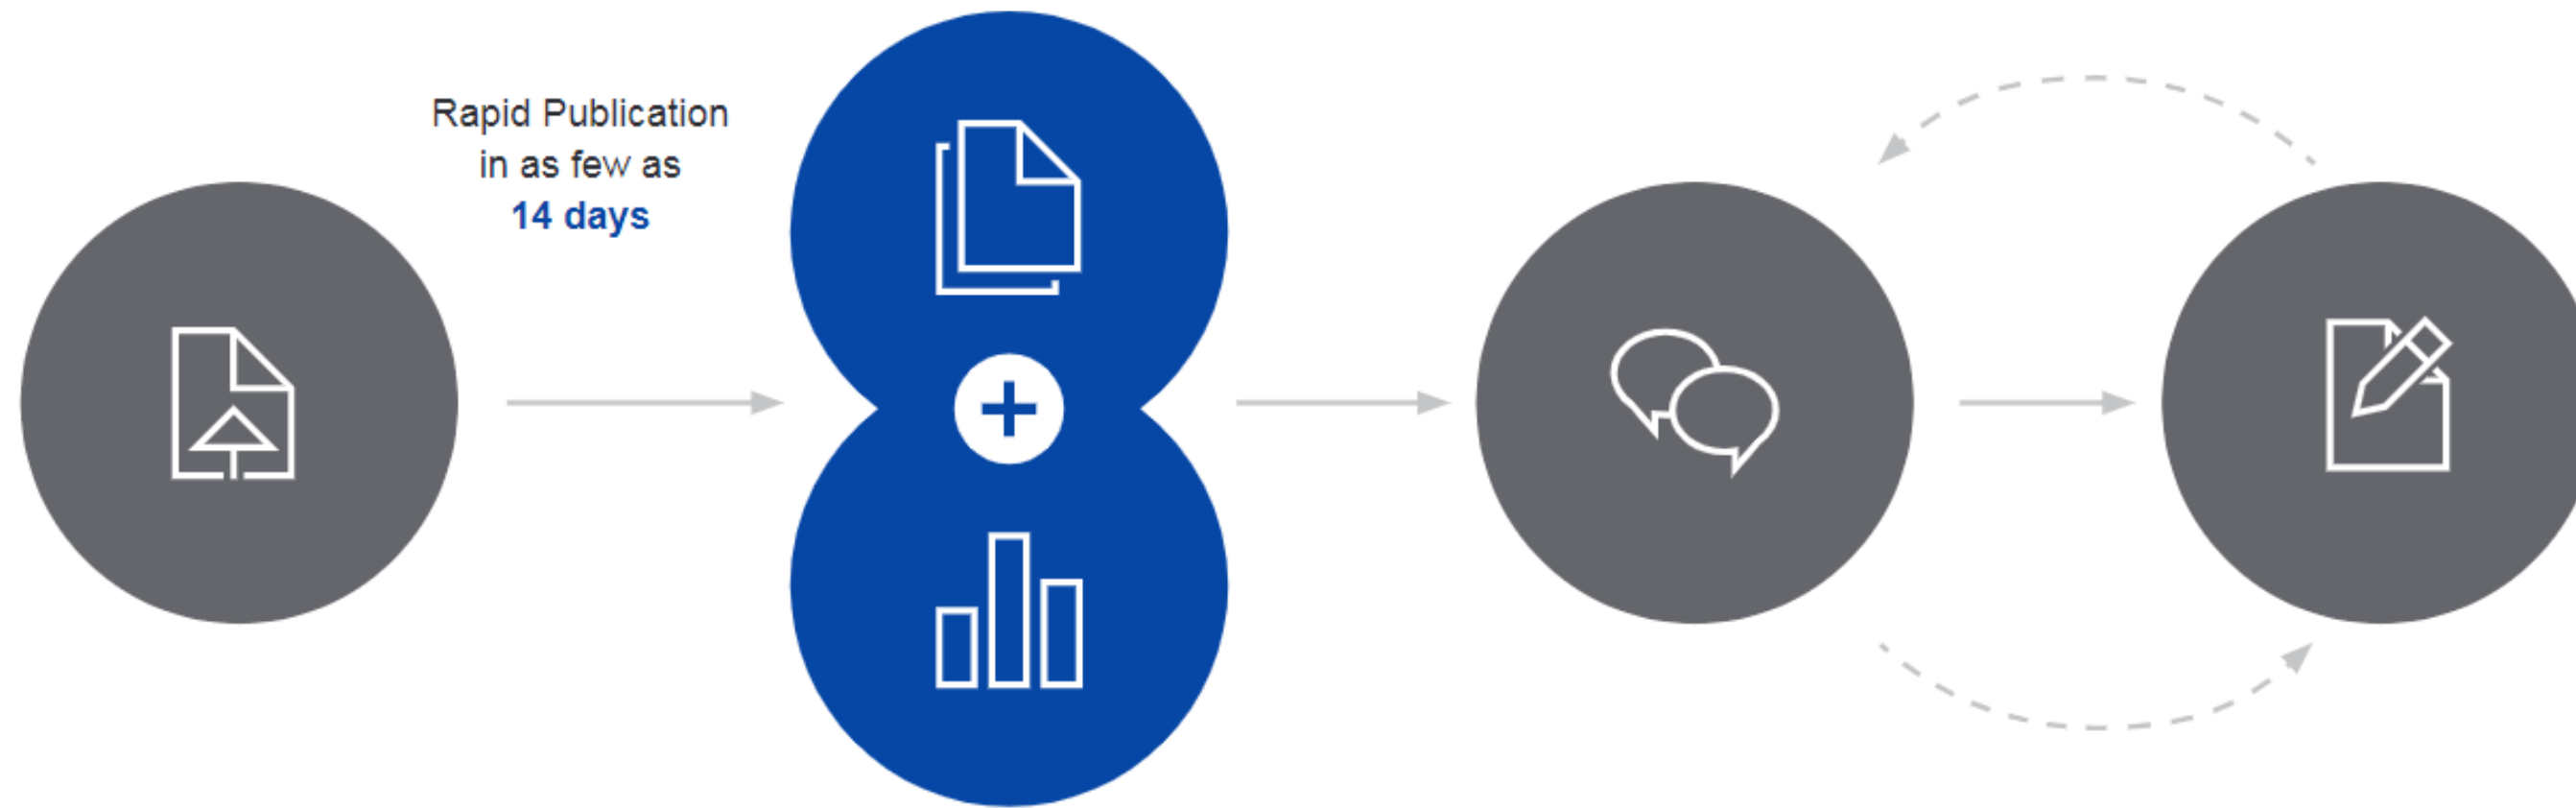 Rapid Publication
in as few as
14 days